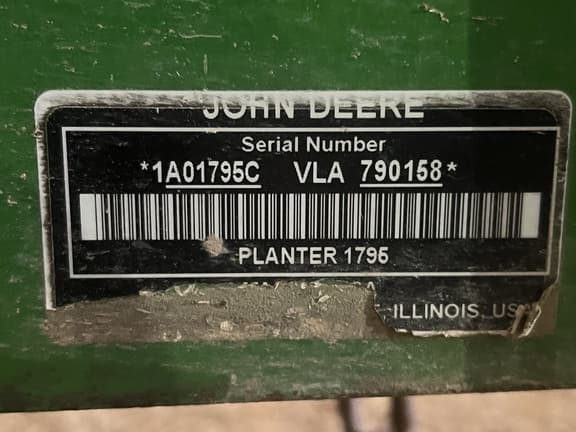 JOHN DEERE
Serial Number
*1A01795C VLA 790158*
PLANTER 1795
ILLINOIS, US